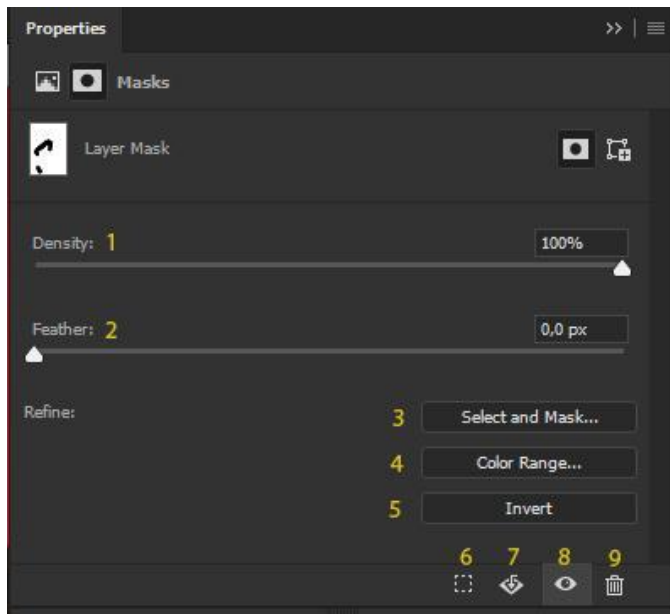 Properties
Masks
Layer Mask
Density: 1 100%
Feather: 2 0,0 px
Refine: 3 Select and Mask...
4 Color Range...
5 Invert
6 7 8 9